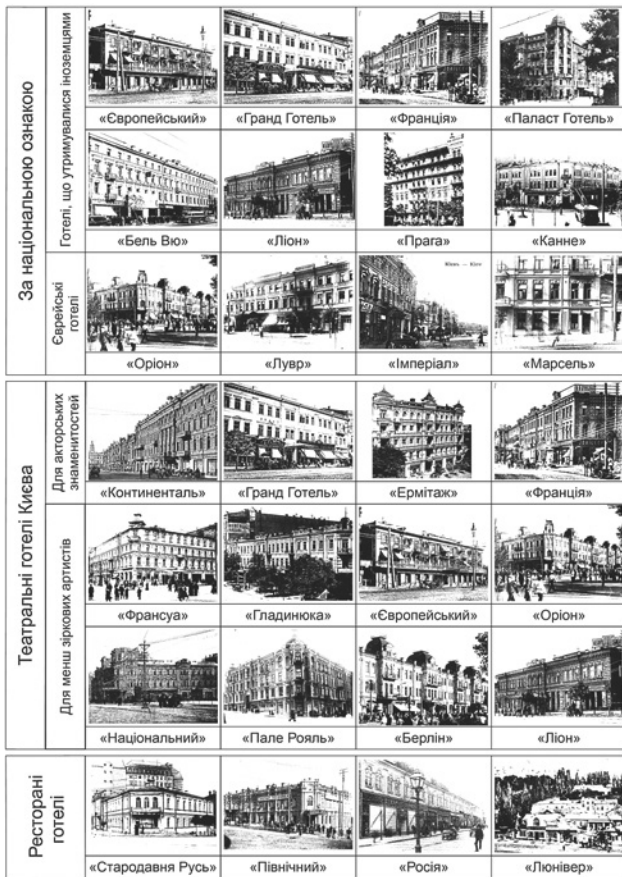 За національною ознакою
Готелі, що утримувалися іноземцями
«Європейський» «Гранд Готель» «Франція» «Паласт Готель»
«Бель Вю» «Ліон» «Прага» «Канне»
Єврейські
готелі
«Оріон» «Лувр» «Імперіал» «Марсель»
Театральні готелі Києва
Для акторських
знаменитостей
«Континенталь» «Гранд Готель» «Ермітаж» «Франція»
Для менш зіркових артистів
«Франсуа» «Гладинюка» «Європейський» «Оріон»
«Національний» «Пале Рояль» «Берлін» «Ліон»
Ресторані
готелі
«Стародавня Русь» «Північний» «Росія» «Люнівер»